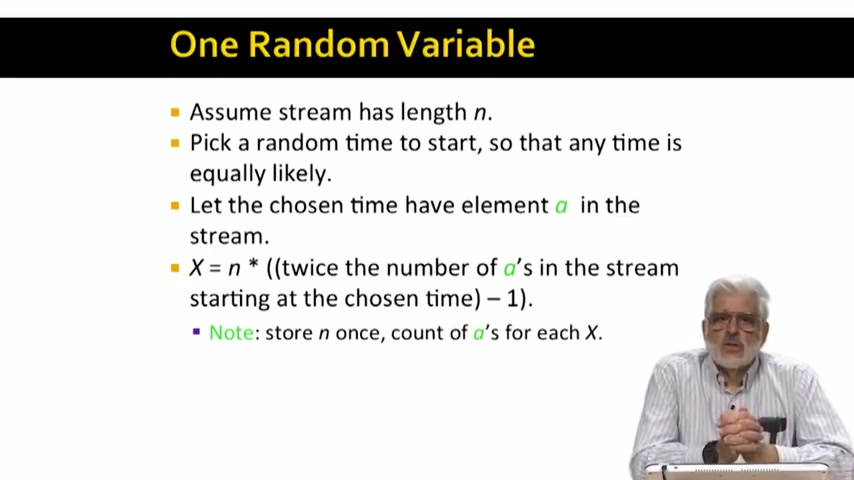 One Random Variable
Assume stream has length n.
Pick a random time to start, so that any time is
equally likely.
Let the chosen time have element a in the
stream.
X = n * ((twice the number of a's in the stream
starting at the chosen time) – 1).
Note: store n once, count of a's for each X.